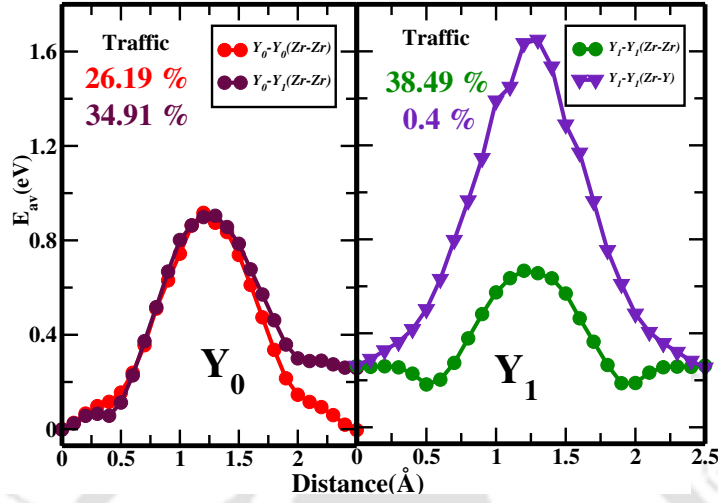 Traffic
26.19 %
34.91 %
Y0-Y0(Zr-Zr)
Y0-Y1(Zr-Zr)
Traffic
38.49 %
0.4 %
Y1-Y1(Zr-Zr)
Y1-Y1(Zr-Y)
Eav(eV)
1.6
1.2
0.8
0.4
0
Y0
Y1
0 0.5 1 1.5 2 0 0.5 1 1.5 2 2.5
Distance(Å)